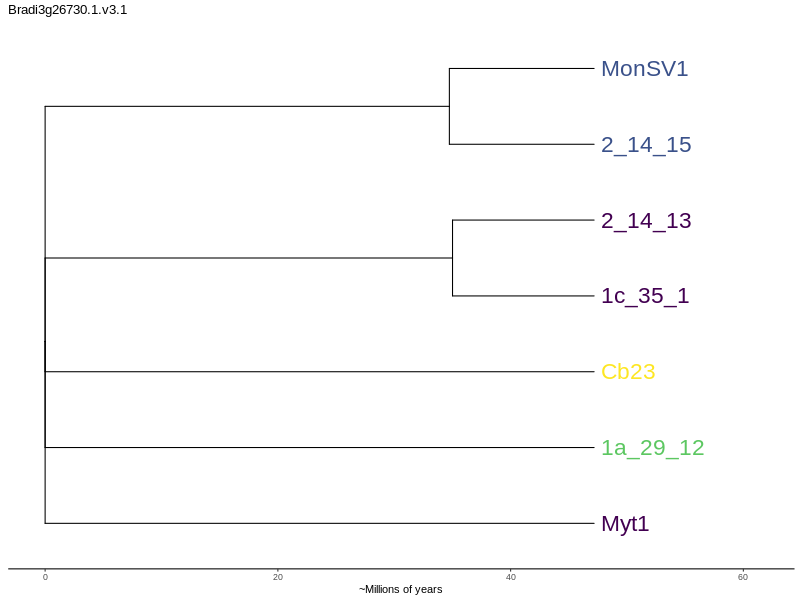 Bradi3g26730.1.v3.1
MonSV1
2_14_15
2_14_13
1c_35_1
Cb23
1a_29_12
Myt1
0 20 40 60
~Millions of years